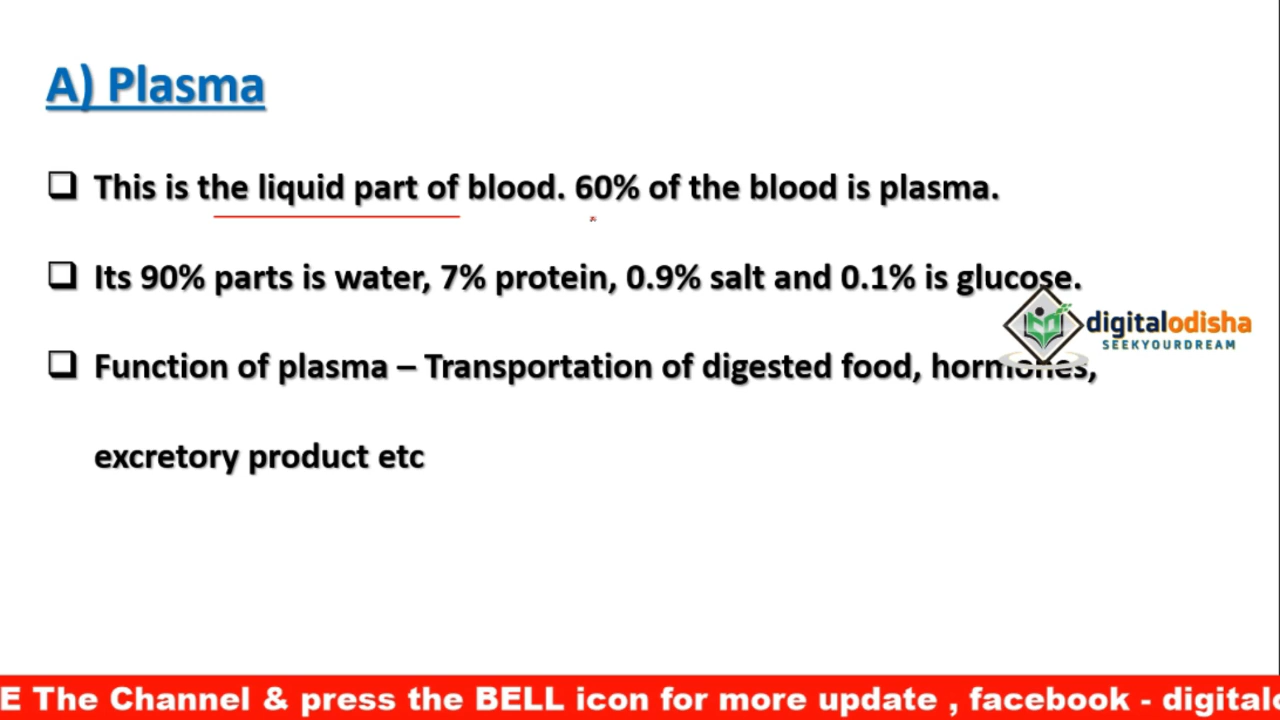 A) Plasma
This is the liquid part of blood. 60% of the blood is plasma.
Its 90% parts is water, 7% protein, 0.9% salt and 0.1% is glucose.
digitalodisha
SEEKYOURDREAM
Function of plasma – Transportation of digested food, hormones,
excretory product etc
E The Channel & press the BELL icon for more update , facebook - digital